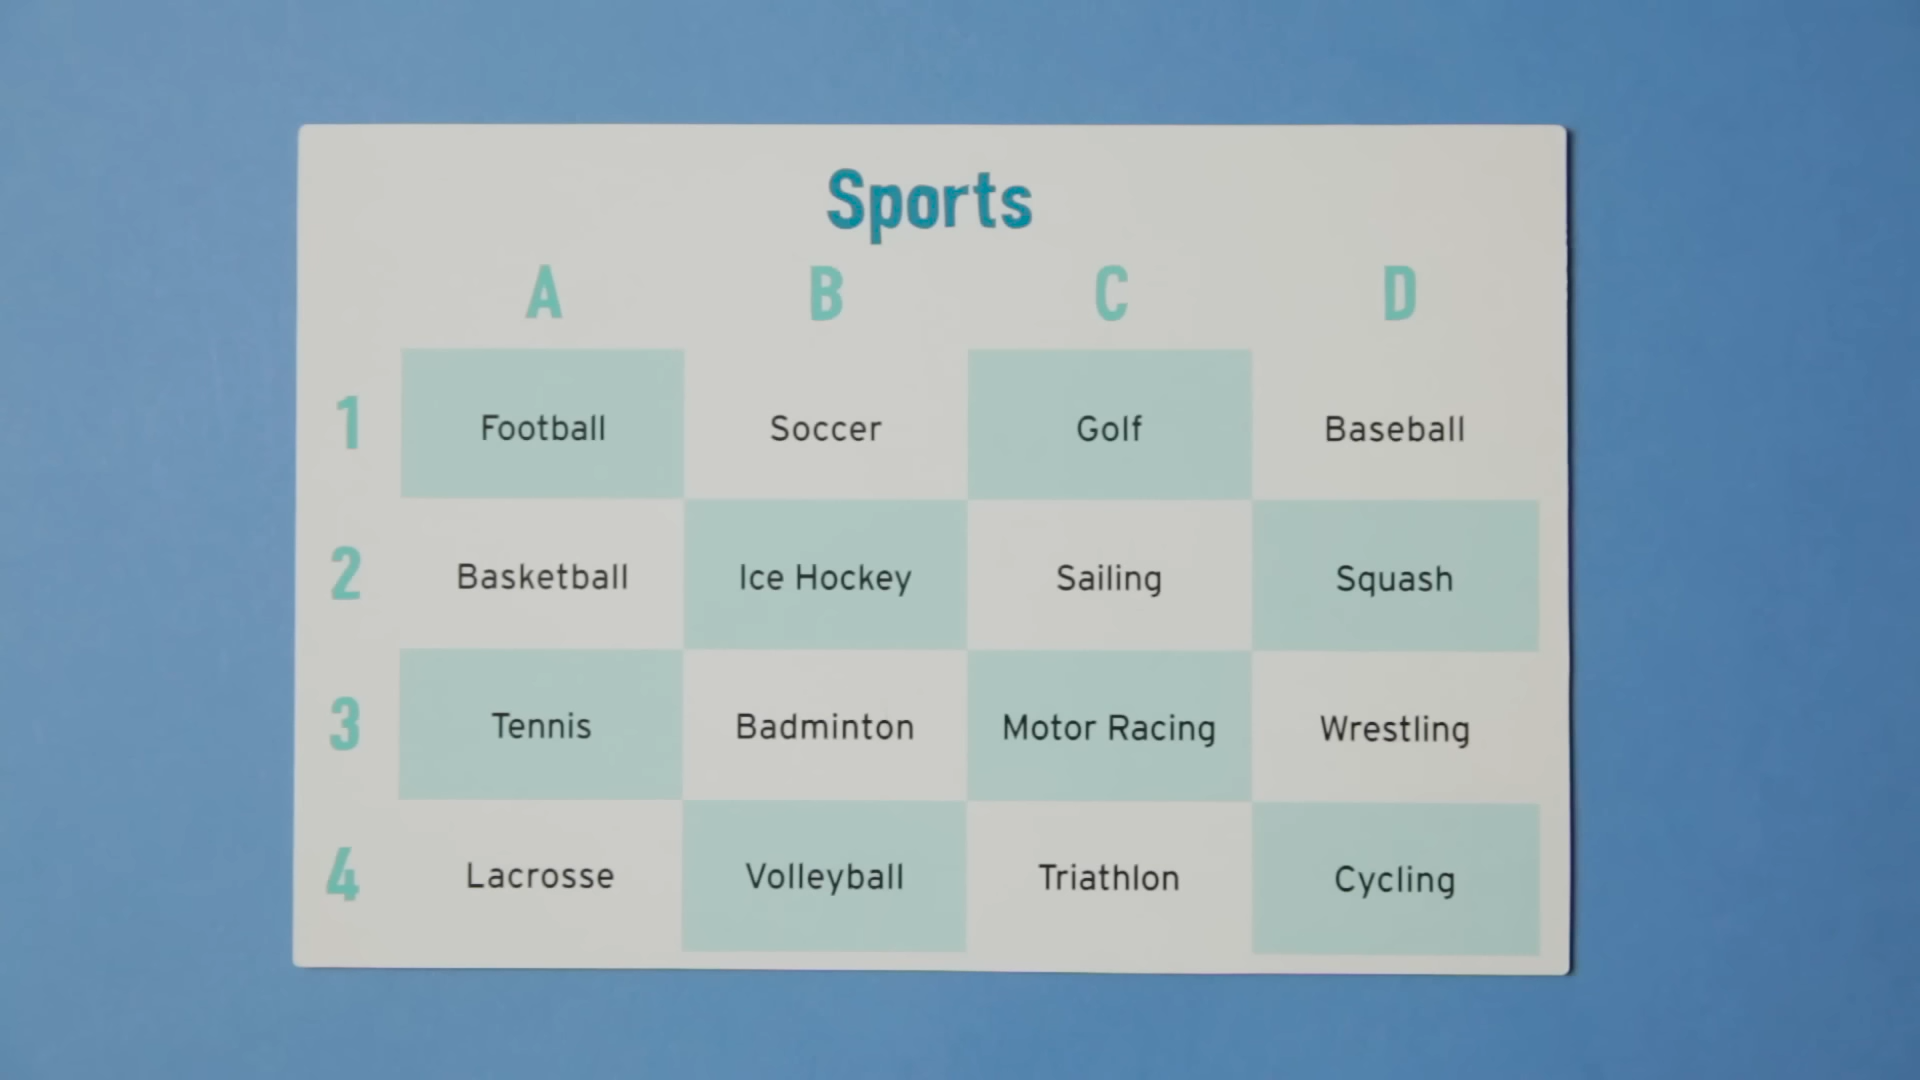 Sports
A B C D
1 Football Soccer Golf Baseball
2 Basketball Ice Hockey Sailing Squash
3 Tennis Badminton Motor Racing Wrestling
4 Lacrosse Volleyball Triathlon Cycling